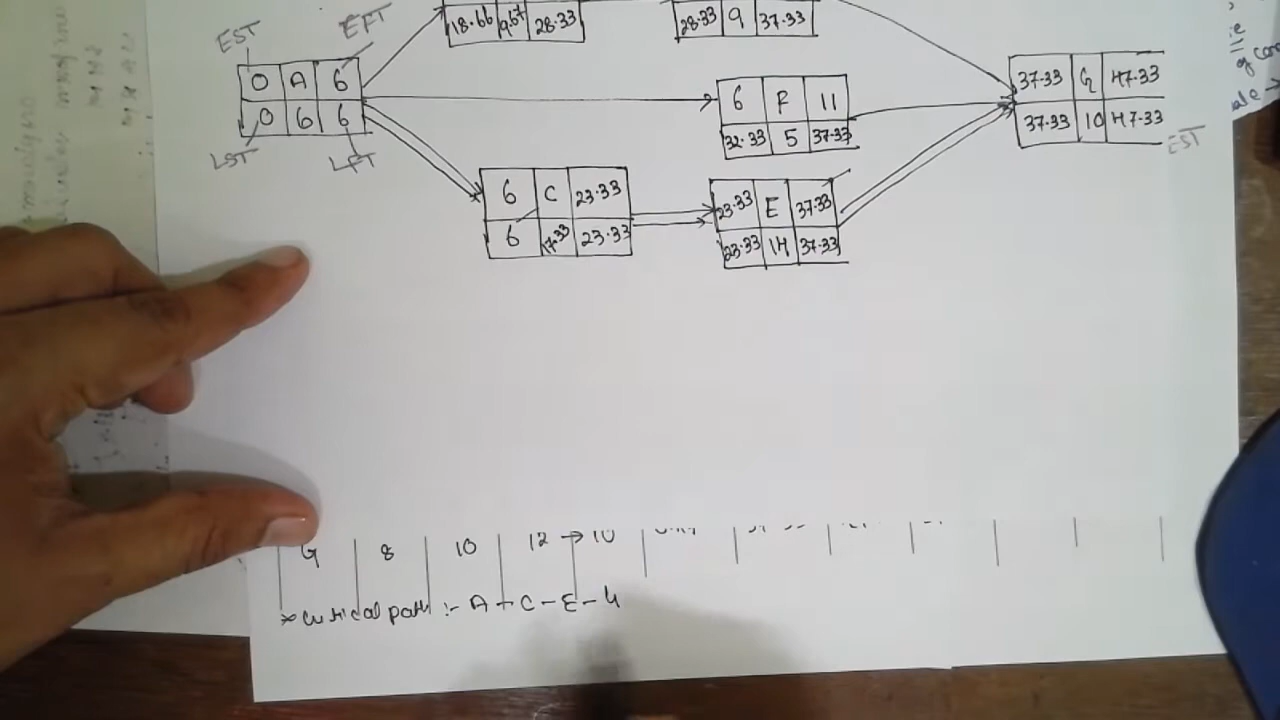 EST
EFT
18.66 9.67 28.33
28.33 9 37.33
0 A 6
0 6 6
LST
LFT
6 F 11
32.33 5 37.33
37.33 G 47.33
37.33 10 47.33
EST
6 C 23.33
6 17.33 23.33
23.33 E 37.33
23.33 14 37.33
G 8 10 12 → 10
* Critical path :- A - C - E - G